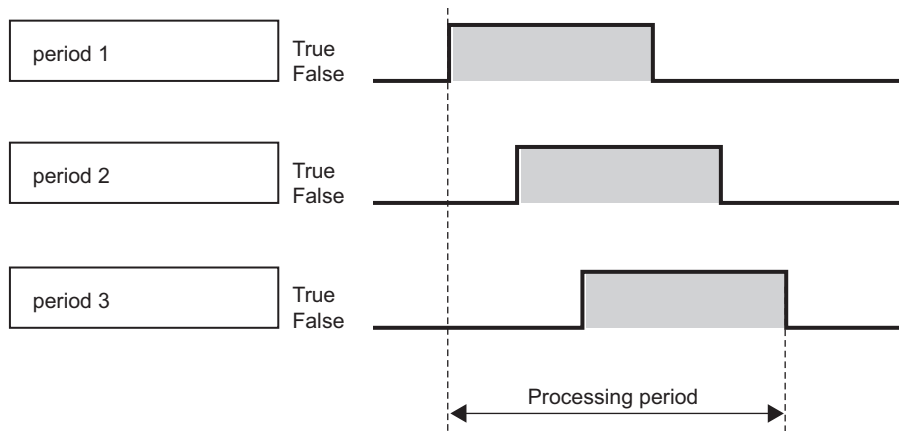 period 1
True
False
period 2
True
False
period 3
True
False
Processing period